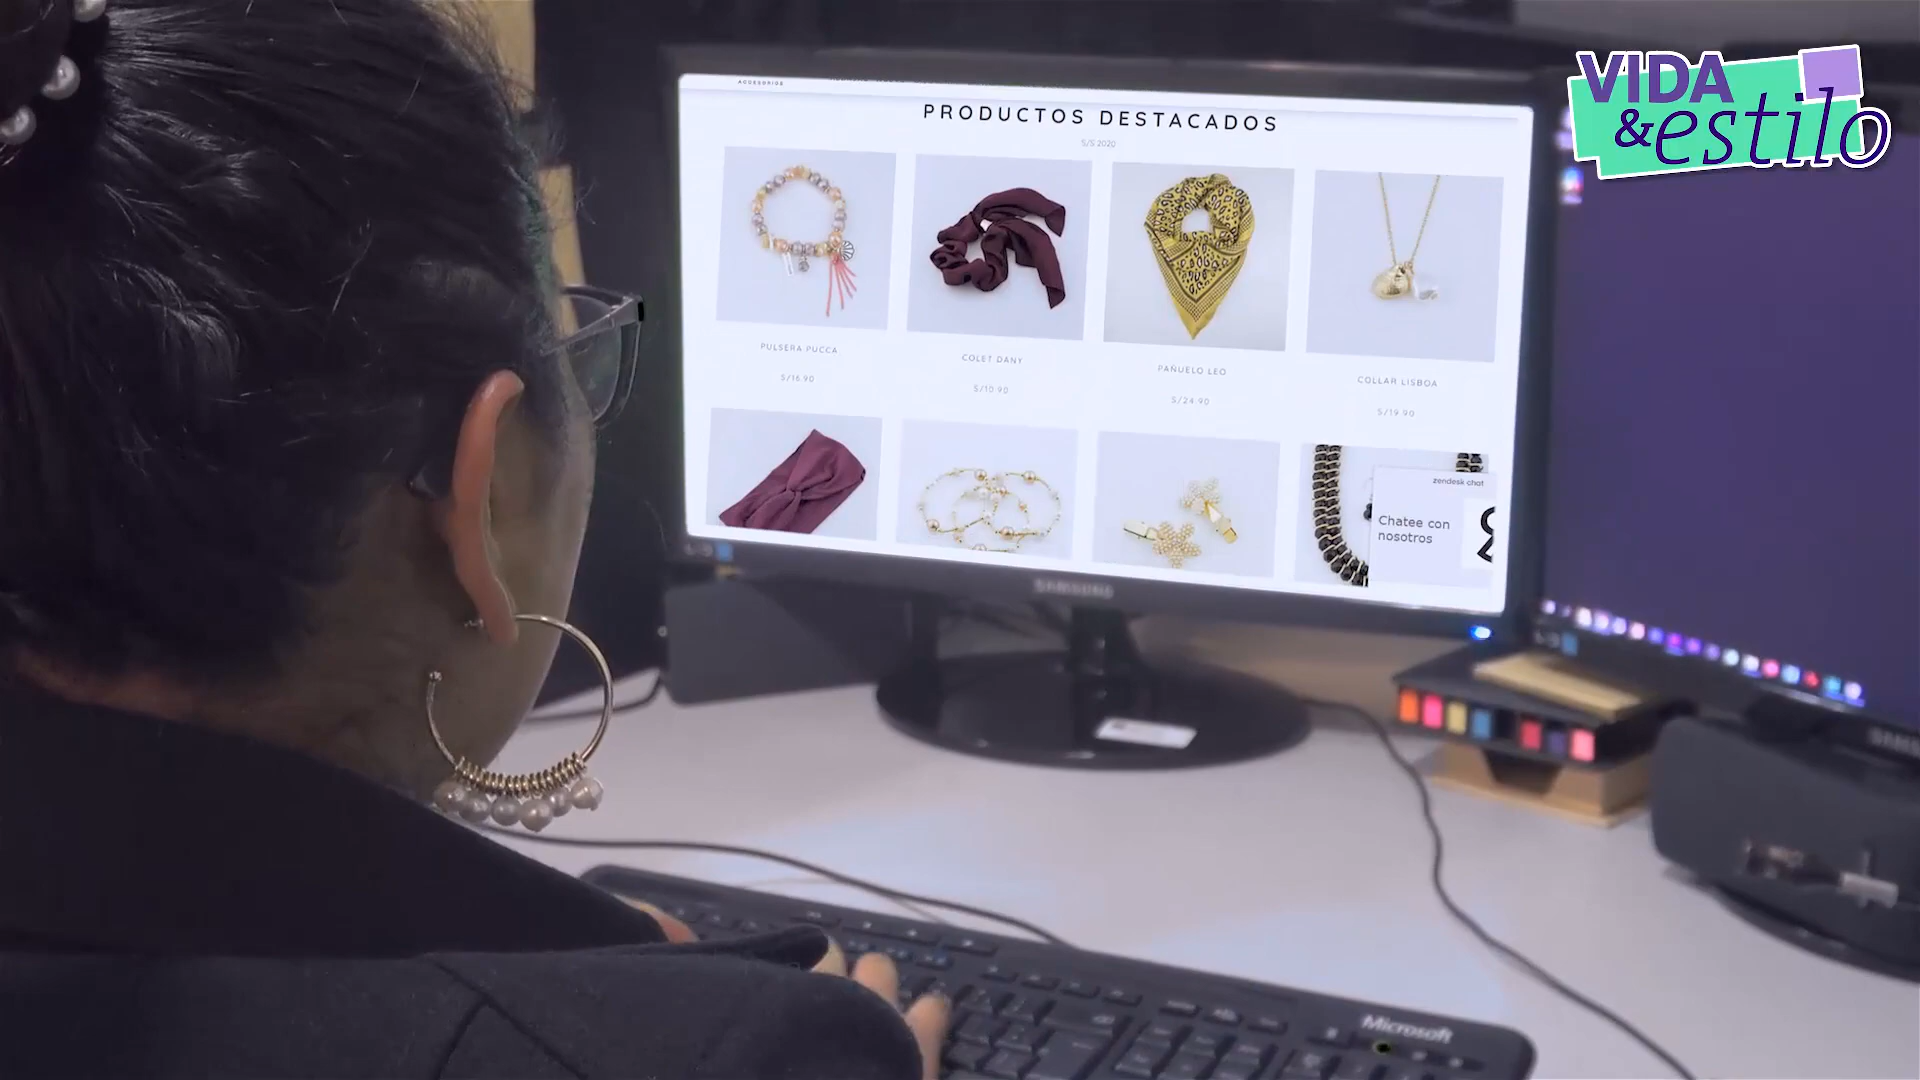 VIDA
&estilo
ACCESORIOS
PRODUCTOS DESTACADOS
S/S 2020
PULSERA PUCCA
S/16.90
COLET DANY
S/10.90
PAÑUELO LEO
S/24.90
COLLAR LISBOA
S/19.90
zendesk chat
Chatee con
nosotros
SAMSUNG
Microsoft